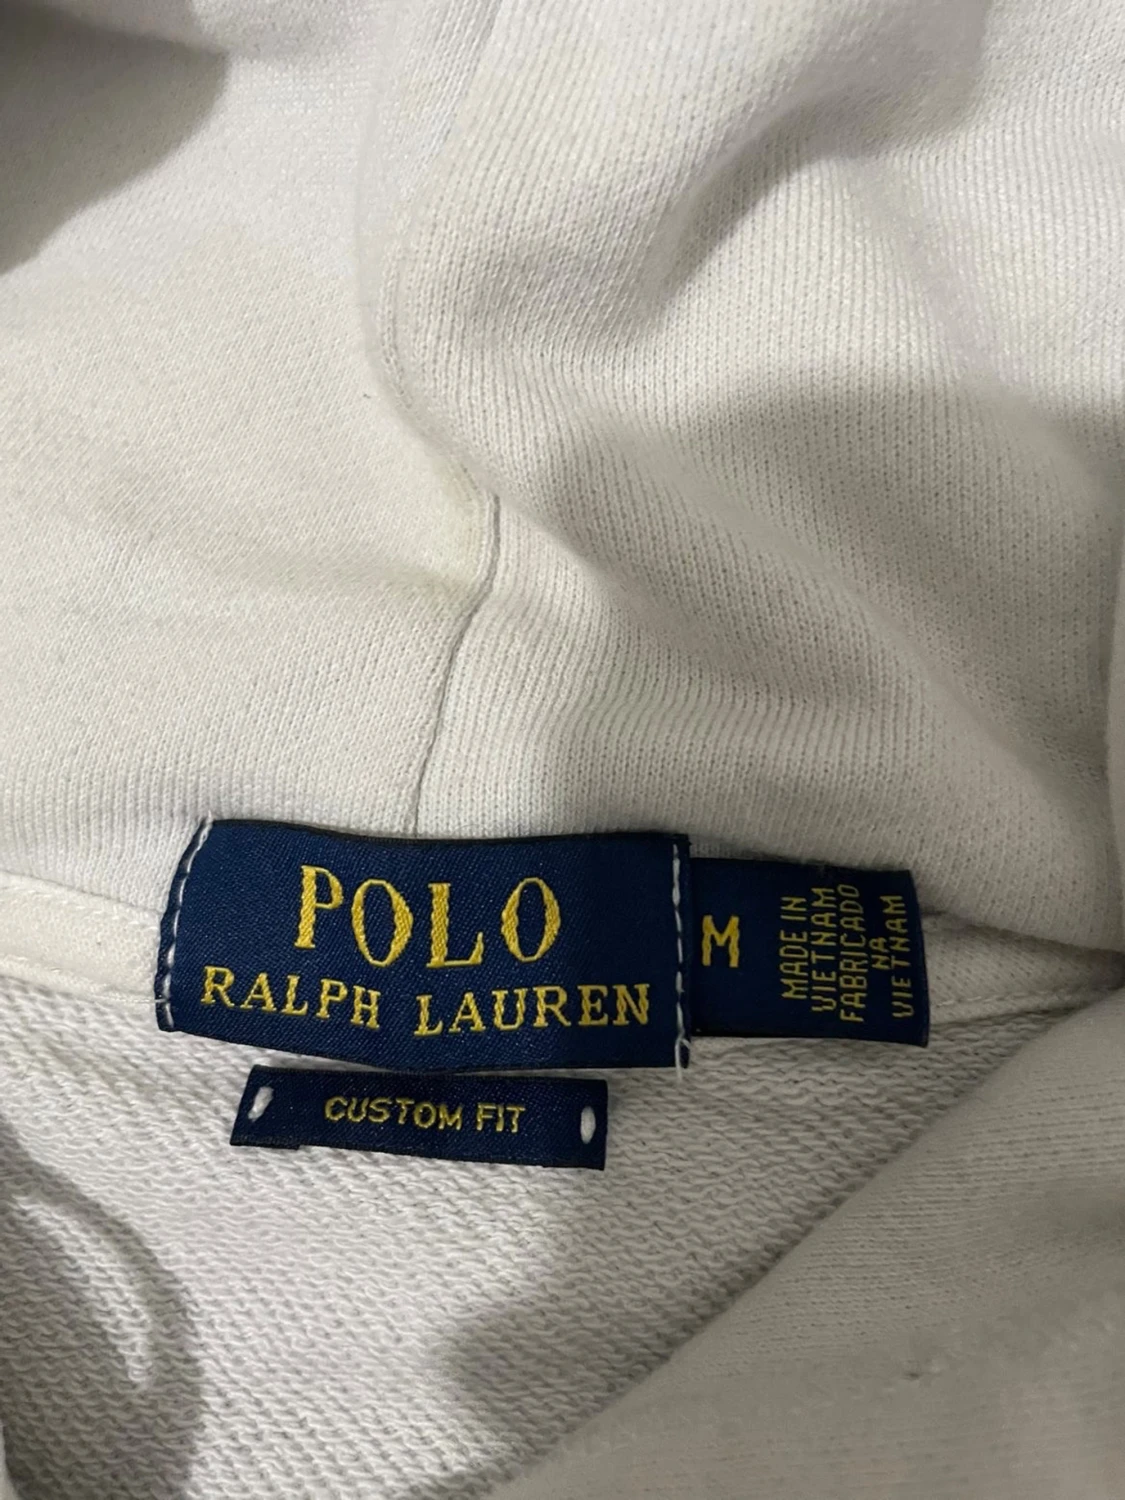 POLO
RALPH LAUREN
M
MADE IN
VIETNAM
FABRICADO
NA
VIETNAM
CUSTOM FIT